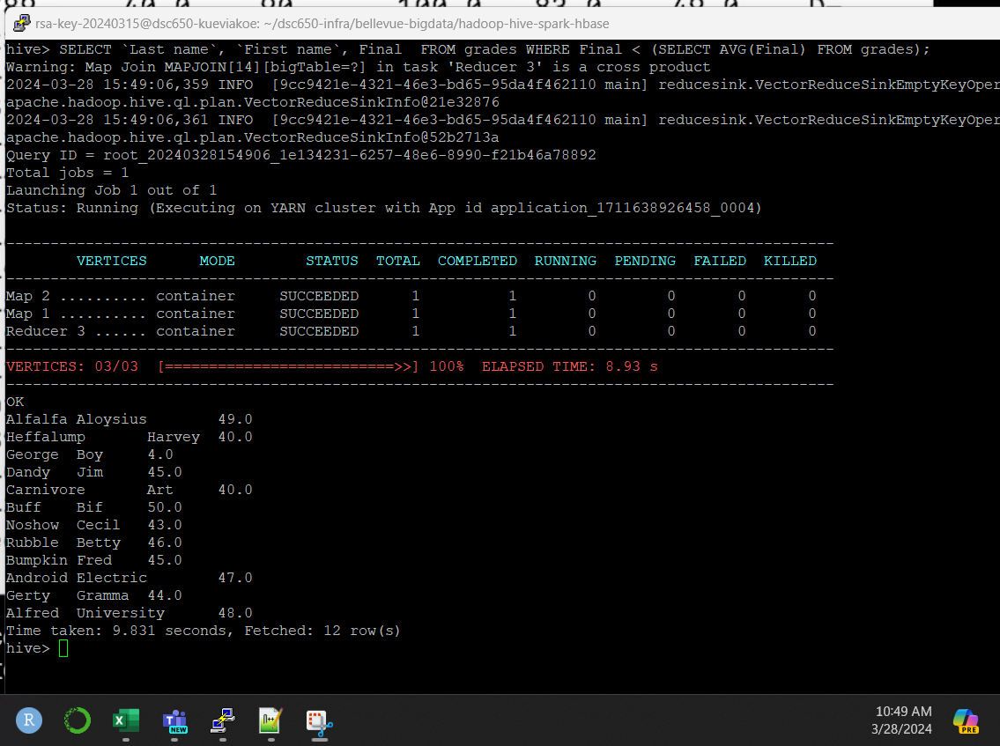 rsa-key-20240315@dsc650-kueviakoe: ~/dsc650-infra/bellevue-bigdata/hadoop-hive-spark-hbase
hive> SELECT `Last name`, `First name`, Final  FROM grades WHERE Final < (SELECT AVG(Final) FROM grades);
Warning: Map Join MAPJOIN[14][bigTable=?] in task 'Reducer 3' is a cross product
2024-03-28 15:49:06,359 INFO  [9cc9421e-4321-46e3-bd65-95da4f462110 main] reducesink.VectorReduceSinkEmptyKeyOper
apache.hadoop.hive.ql.plan.VectorReduceSinkInfo@21e32876
2024-03-28 15:49:06,361 INFO  [9cc9421e-4321-46e3-bd65-95da4f462110 main] reducesink.VectorReduceSinkEmptyKeyOper
apache.hadoop.hive.ql.plan.VectorReduceSinkInfo@52b2713a
Query ID = root_20240328154906_1e134231-6257-48e6-8990-f21b46a78892
Total jobs = 1
Launching Job 1 out of 1
Status: Running (Executing on YARN cluster with App id application_1711638926458_0004)
----------------------------------------------------------------------------------------------
        VERTICES      MODE        STATUS  TOTAL  COMPLETED  RUNNING  PENDING  FAILED  KILLED
----------------------------------------------------------------------------------------------
Map 2 .......... container     SUCCEEDED      1          1        0        0       0       0
Map 1 .......... container     SUCCEEDED      1          1        0        0       0       0
Reducer 3 ...... container     SUCCEEDED      1          1        0        0       0       0
----------------------------------------------------------------------------------------------
VERTICES: 03/03  [==========================>>] 100%  ELAPSED TIME: 8.93 s
----------------------------------------------------------------------------------------------
OK
Alfalfa Aloysius        49.0
Heffalump       Harvey  40.0
George  Boy     4.0
Dandy   Jim     45.0
Carnivore       Art     40.0
Buff    Bif     50.0
Noshow  Cecil   43.0
Rubble  Betty   46.0
Bumpkin Fred    45.0
Android Electric        47.0
Gerty   Gramma  44.0
Alfred  University      48.0
Time taken: 9.831 seconds, Fetched: 12 row(s)
hive>
R
X
T
NEW
N++
10:49 AM
3/28/2024
PRE